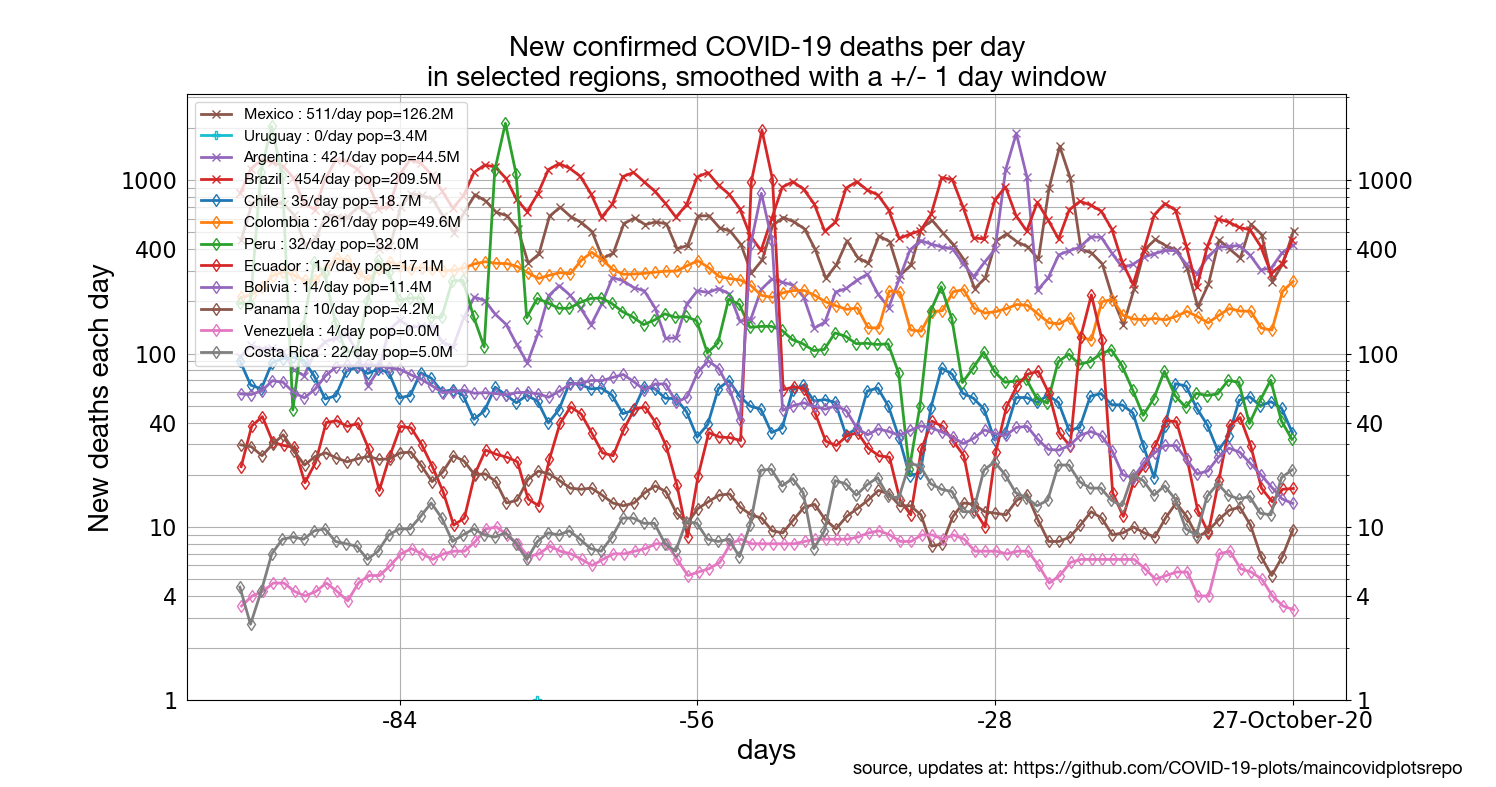 New confirmed COVID-19 deaths per day
in selected regions, smoothed with a +/- 1 day window
New deaths each day
1000
400
100
40
10
4
1
Mexico : 511/day pop=126.2M
Uruguay : 0/day pop=3.4M
Argentina : 421/day pop=44.5M
Brazil : 454/day pop=209.5M
Chile : 35/day pop=18.7M
Colombia : 261/day pop=49.6M
Peru : 32/day pop=32.0M
Ecuador : 17/day pop=17.1M
Bolivia : 14/day pop=11.4M
Panama : 10/day pop=4.2M
Venezuela : 4/day pop=0.0M
Costa Rica : 22/day pop=5.0M
1000
400
100
40
10
4
1
-84
-56
-28
27-October-20
days
source, updates at: https://github.com/COVID-19-plots/maincovidplotsrepo